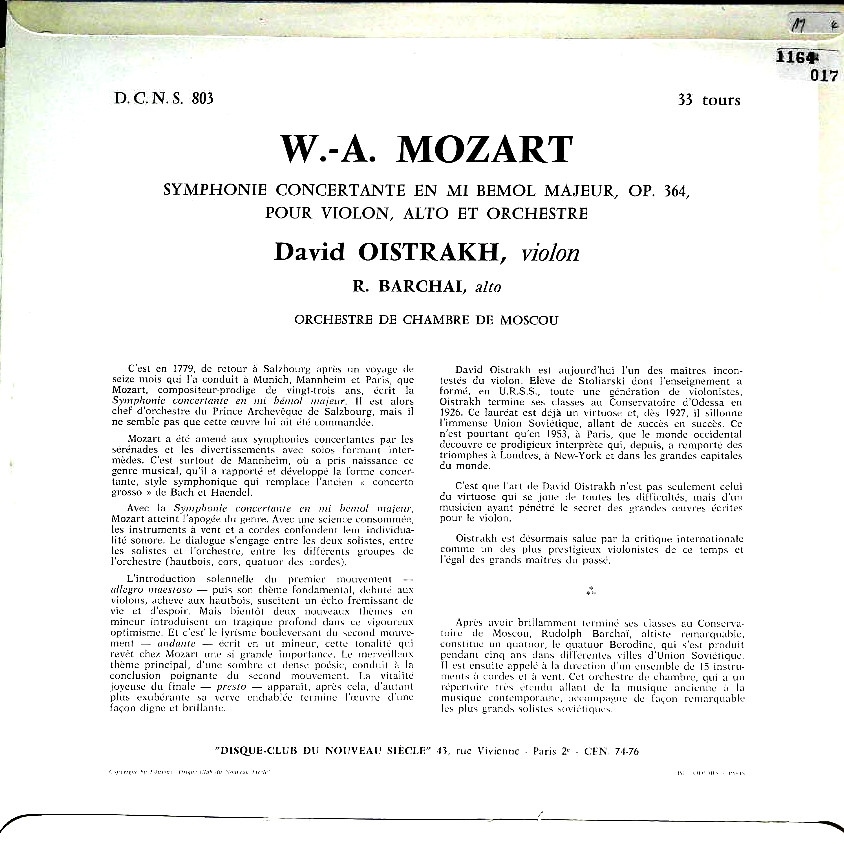 1164
017
D. C. N. S. 803
33 tours
W.-A. MOZART
SYMPHONIE CONCERTANTE EN MI BEMOL MAJEUR, OP. 364,
POUR VIOLON, ALTO ET ORCHESTRE
David OISTRAKH, violon
R. BARCHAI, alto
ORCHESTRE DE CHAMBRE DE MOSCOU
C'est en 1779, de retour à Salzbourg après un voyage de
seize mois qui l'a conduit à Munich, Mannheim et Paris, que
Mozart, compositeur-prodige de vingt-trois ans, écrit la
Symphonie concertante en mi bémol majeur. Il est alors
chef d'orchestre du Prince Archevêque de Salzbourg, mais il
ne semble pas que cette œuvre lui ait été commandée.
Mozart a été amené aux symphonies concertantes par les
sérénades et les divertissements avec solos formant inter-
mèdes. C'est surtout de Mannheim, où a pris naissance ce
genre musical, qu'il a rapporté et développé la forme concer-
tante, style symphonique qui remplace l'ancien « concerto
grosso » de Bach et Haendel.
Avec la Symphonie concertante en mi bemol majeur,
Mozart atteint l'apogée du genre. Avec une science consommée,
les instruments à vent et a cordes confondent leur individua-
lité sonore. Le dialogue s'engage entre les deux solistes, entre
les solistes et l'orchestre, entre les différents groupes de
l'orchestre (hautbois, cors, quatuor des cordes).
L'introduction solennelle du premier mouvement —
allegro maestoso — puis son thème fondamental, debuté aux
violons, achevé aux hautbois, suscitent un écho fremissant de
vie et d'espoir. Mais bientôt deux nouveaux thèmes en
mineur introduisent un tragique profond dans ce vigoureux
optimisme. Et c'est le lyrisme bouleversant du second mouve-
ment — andante — écrit en ut mineur, cette tonalité qui
revêt chez Mozart une si grande importance. Le merveilleux
thème principal, d'une sombre et dense poésie, conduit à la
conclusion poignante du second mouvement. La vitalité
joyeuse du finale — presto — apparaît, après cela, d'autant
plus exubérante sa verve endiablée termine l'œuvre d'une
façon digne et brillante.
David Oistrakh est aujourd'hui l'un des maitres incon-
testés du violon. Elève de Stoliarski dont l'enseignement a
formé, en U.R.S.S., toute une génération de violonistes,
Oistrakh termine ses classes au Conservatoire d'Odessa en
1926. Ce lauréat est déjà un virtuose et, dès 1927, il sillonne
l'immense Union Soviétique, allant de succès en succès. Ce
n'est pourtant qu'en 1953, à Paris, que le monde occidental
découvre ce prodigieux interprète qui, depuis, a remporté des
triomphes à Londres, à New-York et dans les grandes capitales
du monde.
C'est que l'art de David Oistrakh n'est pas seulement celui
du virtuose qui se joue de toutes les difficultés, mais d'un
musicien ayant pénétré le secret des grandes œuvres écrites
pour le violon.
Oistrakh est désormais salue par la critique internationale
comme un des plus prestigieux violonistes de ce temps et
l'égal des grands maitres du passé.
Après avoir brillamment terminé ses classes au Conserva-
toire de Moscou, Rudolph Barchaï, altiste remarquable,
constitue un quatuor, le quatuor Borodine, qui s'est produit
pendant cinq ans dans différentes villes d'Union Soviétique.
Il est ensuite appelé à la direction d'un ensemble de 15 instru-
ments à cordes et à vent. Cet orchestre de chambre, qui a un
répertoire très étendu allant de la musique ancienne à la
musique contemporaine, accompagne de façon remarquable
les plus grands solistes soviétiques.
"DISQUE-CLUB DU NOUVEAU SIÈCLE" 43, rue Vivienne - Paris 2e - CEN. 74-76